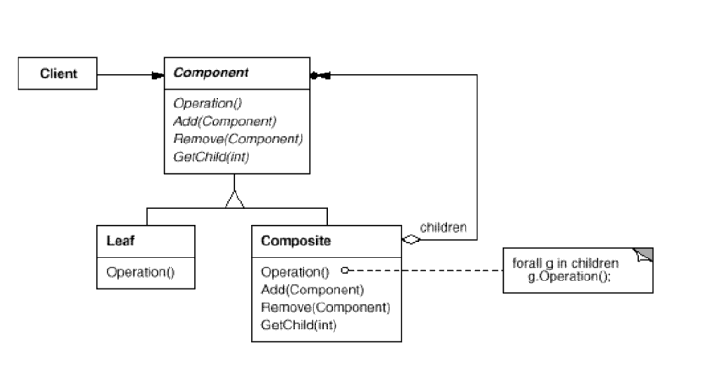 Client
Component
Operation()
Add(Component)
Remove(Component)
GetChild(int)
children
Leaf
Operation()
Composite
Operation()
Add(Component)
Remove(Component)
GetChild(int)
forall g in children
g.Operation();